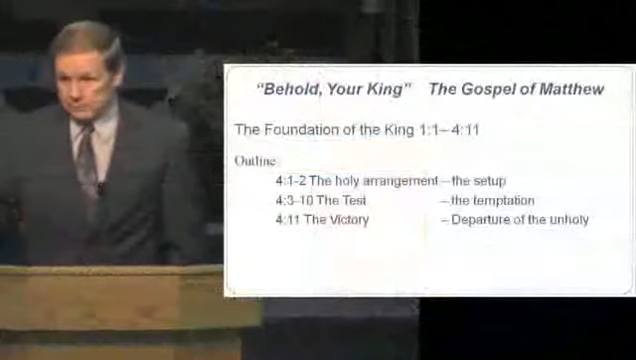 “Behold, Your King” The Gospel of Matthew
The Foundation of the King 1:1– 4:11
Outline
4:1-2 The holy arrangement – the setup
4:3-10 The Test – the temptation
4:11 The Victory – Departure of the unholy